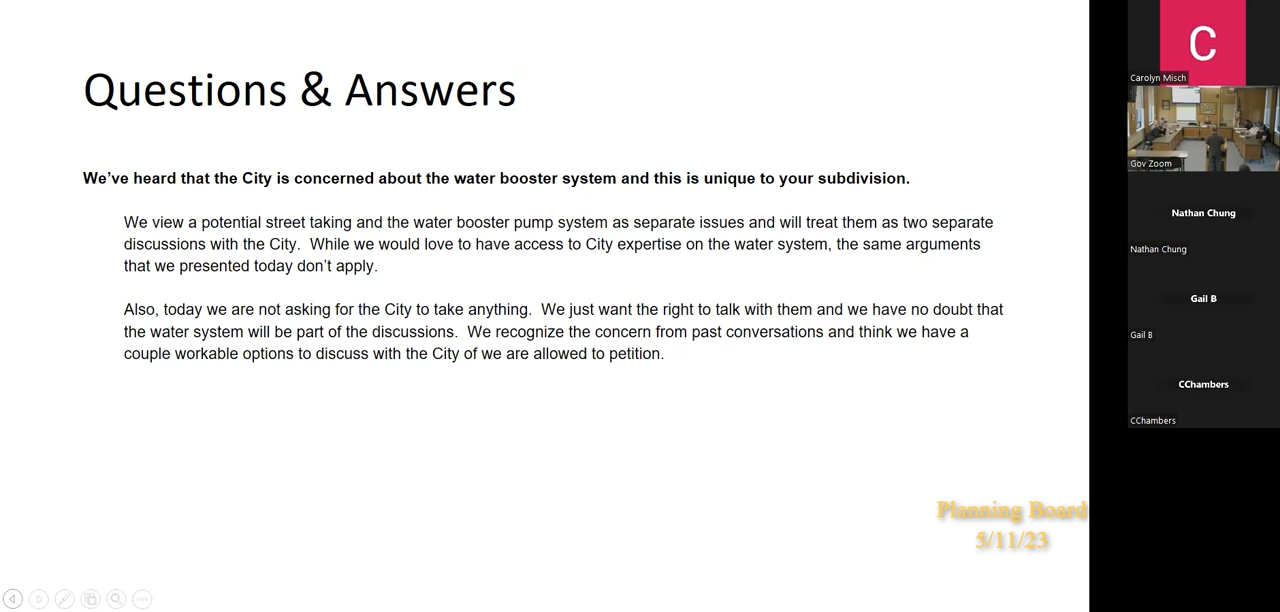 Questions & Answers
We've heard that the City is concerned about the water booster system and this is unique to your subdivision.
We view a potential street taking and the water booster pump system as separate issues and will treat them as two separate
discussions with the City.  While we would love to have access to City expertise on the water system, the same arguments
that we presented today don't apply.
Also, today we are not asking for the City to take anything.  We just want the right to talk with them and we have no doubt that
the water system will be part of the discussions.  We recognize the concern from past conversations and think we have a
couple workable options to discuss with the City of we are allowed to petition.
Planning Board
5/11/23
C
Carolyn Misch
Gov Zoom
Nathan Chung
Nathan Chung
Gail B
Gail B
CChambers
CChambers